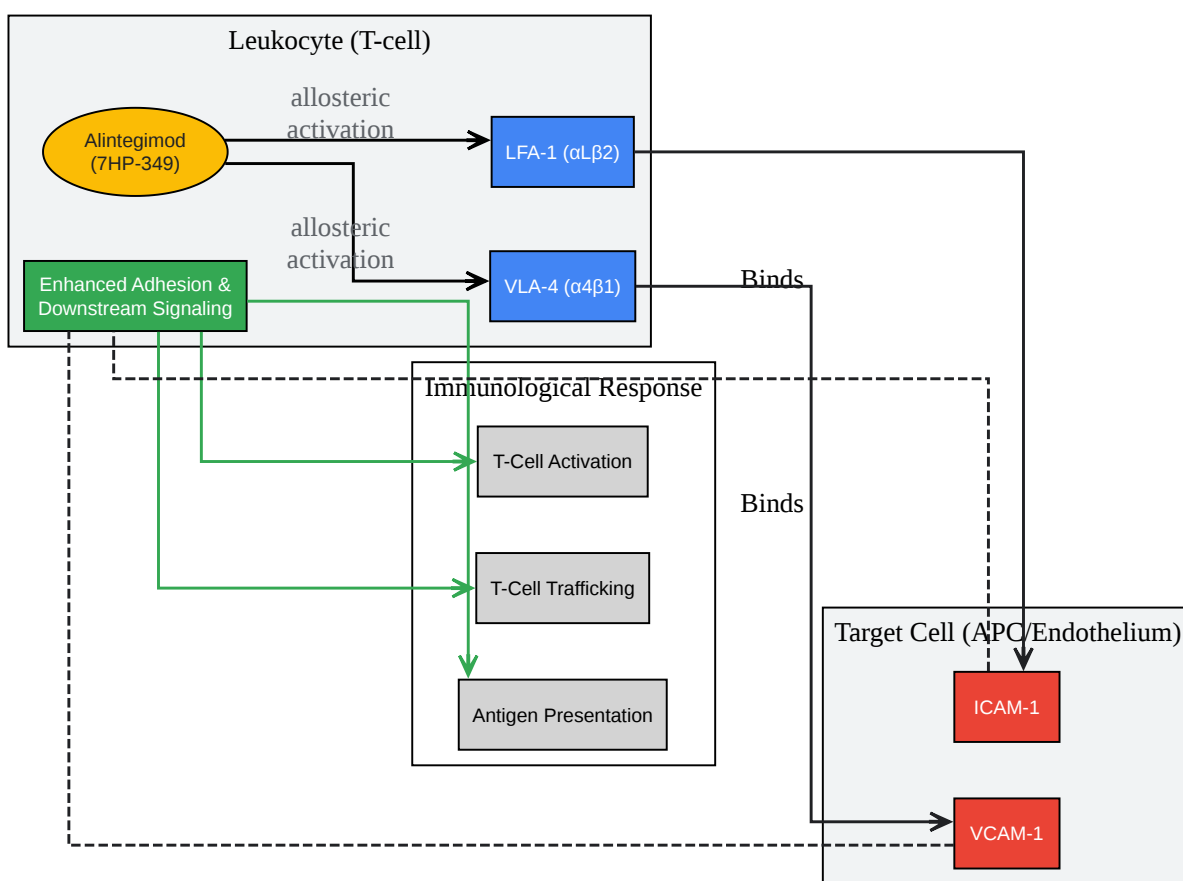 Leukocyte (T-cell)
allosteric
activation
Alintegimod
(7HP-349)
LFA-1 (αLβ2)
allosteric
activation
Enhanced Adhesion &
Downstream Signaling
VLA-4 (α4β1)
Binds
Immunological Response
T-Cell Activation
Binds
T-Cell Trafficking
Target Cell (APC/Endothelium)
ICAM-1
Antigen Presentation
VCAM-1